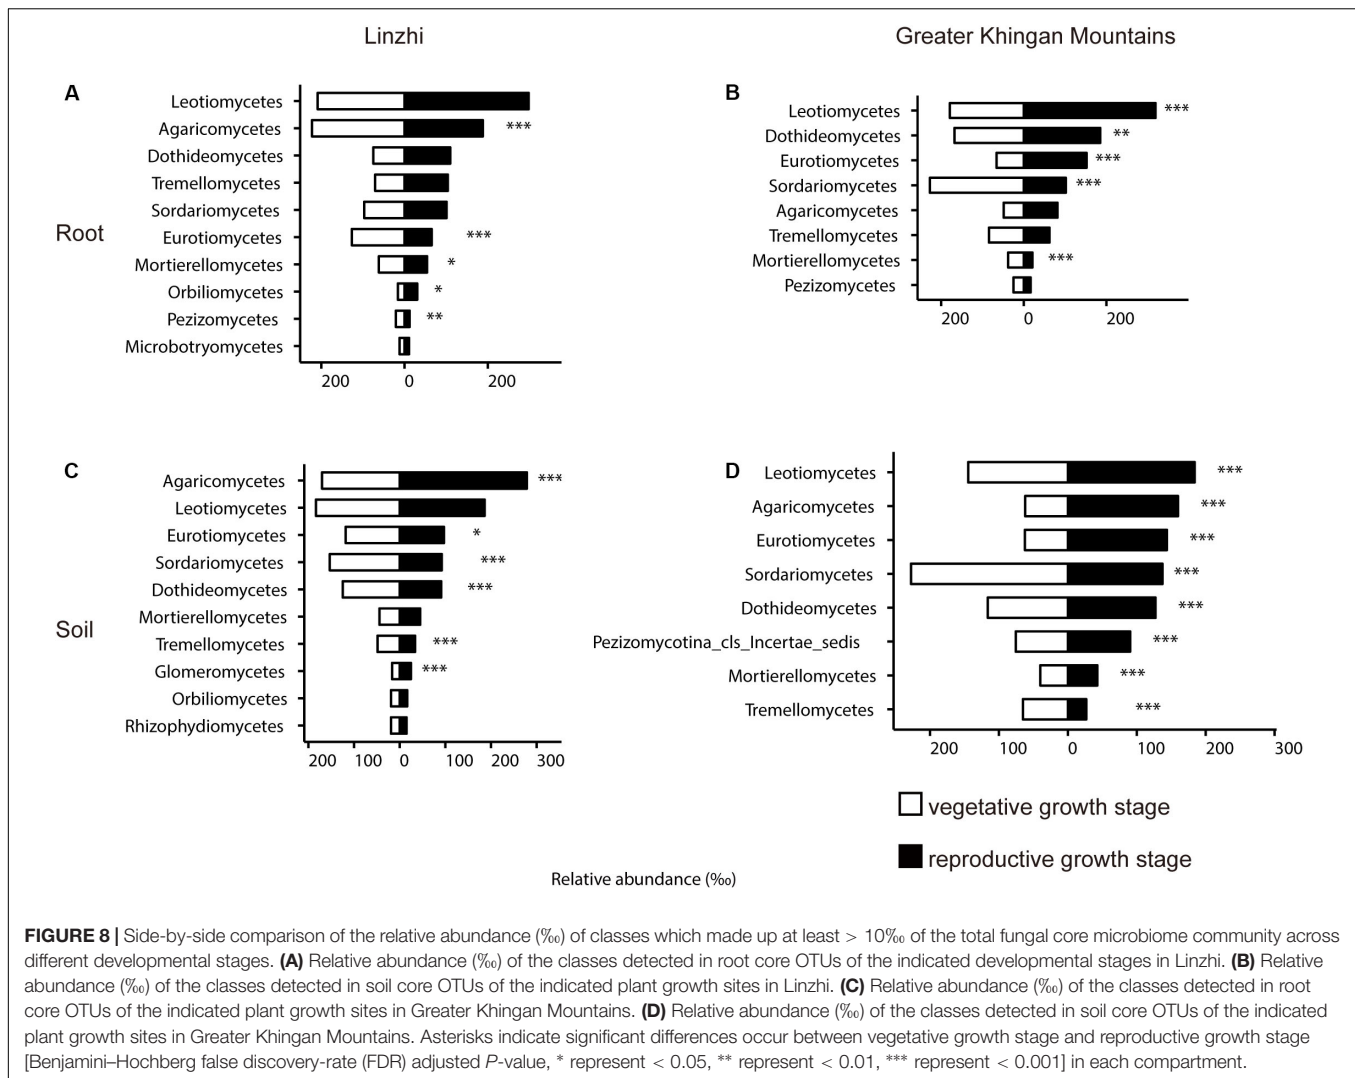 Linzhi
Greater Khingan Mountains
A
Leotiomycetes
Agaricomycetes ***
Dothideomycetes
Tremellomycetes
Sordariomycetes
Root
Eurotiomycetes ***
Mortierellomycetes *
Orbiliomycetes *
Pezizomycetes **
Microbotryomycetes
200 0 200
B
Leotiomycetes ***
Dothideomycetes **
Eurotiomycetes ***
Sordariomycetes ***
Agaricomycetes
Tremellomycetes
Mortierellomycetes ***
Pezizomycetes
200 0 200
C
Agaricomycetes ***
Leotiomycetes
Eurotiomycetes *
Sordariomycetes ***
Dothideomycetes ***
Mortierellomycetes
Soil
Tremellomycetes ***
Glomeromycetes ***
Orbiliomycetes
Rhizophydiomycetes
200 100 0 100 200 300
D
Leotiomycetes ***
Agaricomycetes ***
Eurotiomycetes ***
Sordariomycetes ***
Dothideomycetes ***
Pezizomycotina_cls_Incertae_sedis ***
Mortierellomycetes ***
Tremellomycetes ***
200 100 0 100 200 300
vegetative growth stage
reproductive growth stage
Relative abundance (‰)
FIGURE 8 | Side-by-side comparison of the relative abundance (‰) of classes which made up at least > 10‰ of the total fungal core microbiome community across
different developmental stages. (A) Relative abundance (‰) of the classes detected in root core OTUs of the indicated developmental stages in Linzhi. (B) Relative
abundance (‰) of the classes detected in soil core OTUs of the indicated plant growth sites in Linzhi. (C) Relative abundance (‰) of the classes detected in root
core OTUs of the indicated plant growth sites in Greater Khingan Mountains. (D) Relative abundance (‰) of the classes detected in soil core OTUs of the indicated
plant growth sites in Greater Khingan Mountains. Asterisks indicate significant differences occur between vegetative growth stage and reproductive growth stage
[Benjamini–Hochberg false discovery-rate (FDR) adjusted P-value, * represent < 0.05, ** represent < 0.01, *** represent < 0.001] in each compartment.